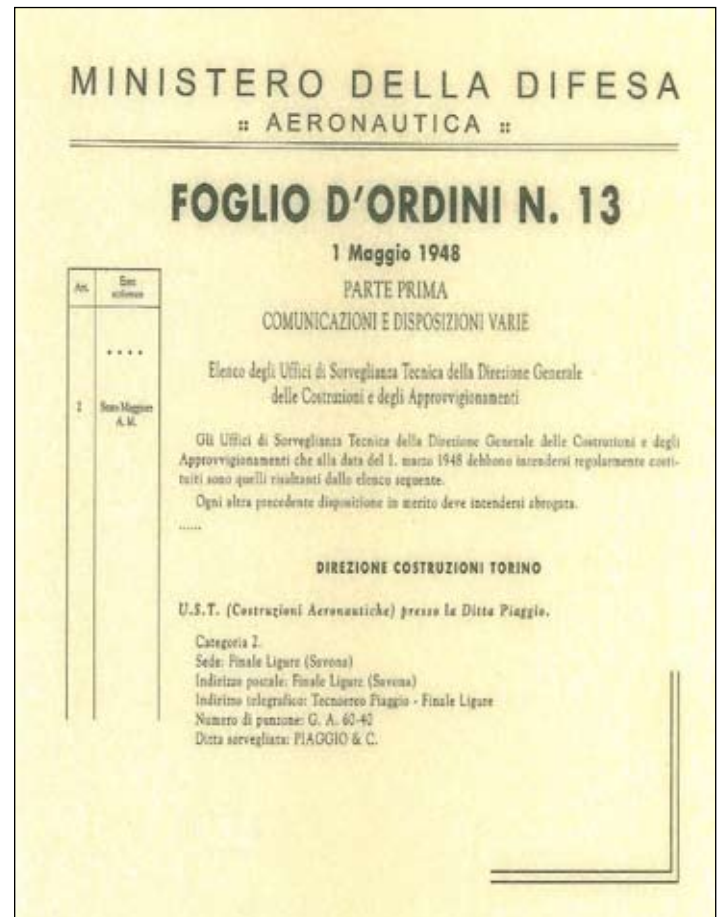 MINISTERO DELLA DIFESA
:: AERONAUTICA ::
FOGLIO D'ORDINI N. 13
1 Maggio 1948
Art.
Ente
PARTE PRIMA
COMUNICAZIONI E DISPOSIZIONI VARIE
....
Elenco degli Uffici di Sorveglianza Tecnica della Direzione Generale
delle Costruzioni e degli Approvvigionamenti
2
Stato Maggiore
A. M.
Gli Uffici di Sorveglianza Tecnica della Direzione Generale delle Costruzioni e degli
Approvvigionamenti che alla data del 1. marzo 1948 debbono intendersi regolarmente costi-
tuiti sono quelli risultanti dallo elenco seguente.
Ogni altra precedente disposizione in merito deve intendersi abrogata.
......
DIREZIONE COSTRUZIONI TORINO
U.S.T. (Costruzioni Aeronautiche) presso la Ditta Piaggio.
Categoria 2.
Sede: Finale Ligure (Savona)
Indirizzo postale: Finale Ligure (Savona)
Indirizzo telegrafico: Tecnaereo Piaggio - Finale Ligure
Numero di punzone: G. A. 60-40
Ditta sorvegliata: PIAGGIO & C.